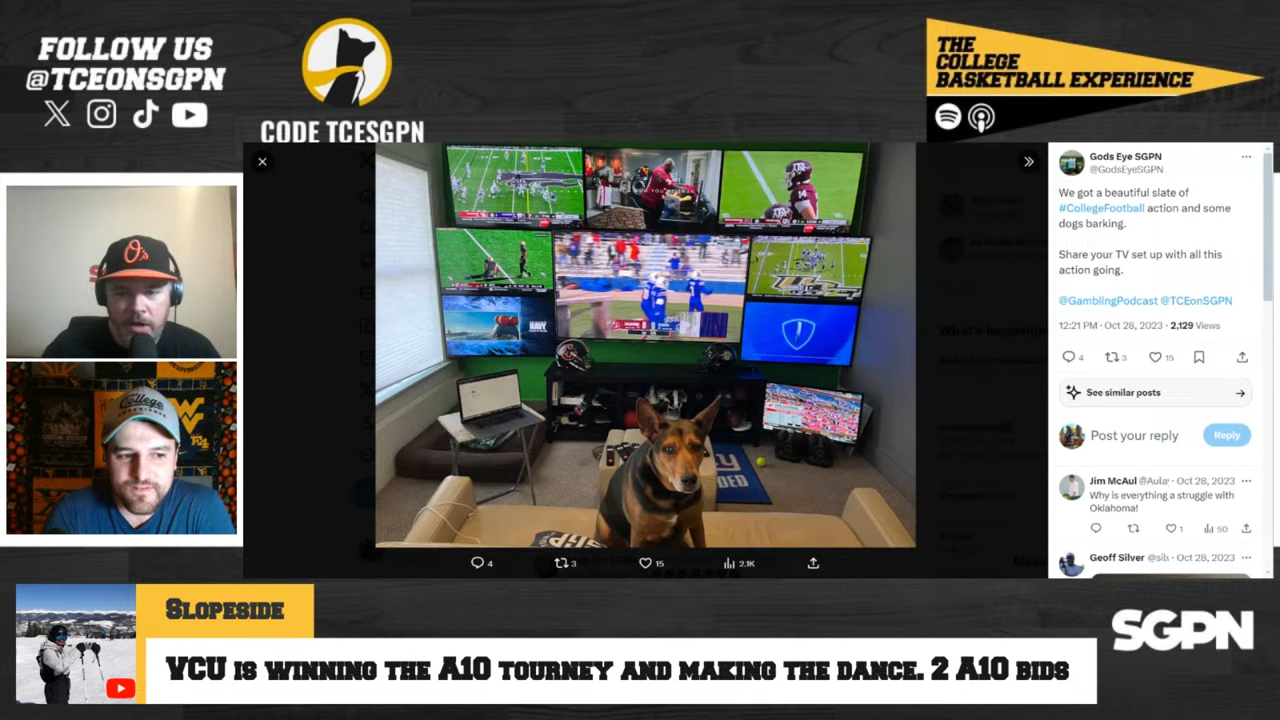 FOLLOW US
@TCEONSGPN
CODE TCESGPN
THE
COLLEGE
BASKETBALL EXPERIENCE
Gods Eye SGPN
@GodsEyeSGPN
We got a beautiful slate of
#CollegeFootball action and some
dogs barking.
Share your TV set up with all this
action going.
@GamblingPodcast @TCEonSGPN
12:21 PM · Oct 28, 2023 · 2,129 Views
4
3
15
See similar posts
Post your reply
Reply
Jim McAul @Aula · Oct 28, 2023
Why is everything a struggle with
Oklahoma!
1
50
Geoff Silver @sib · Oct 28, 2023
NAVY
College
4
3
15
2.1K
SLOPESIDE
VCU IS WINNING THE A10 TOURNEY AND MAKING THE DANCE. 2 A10 BIDS
SGPN